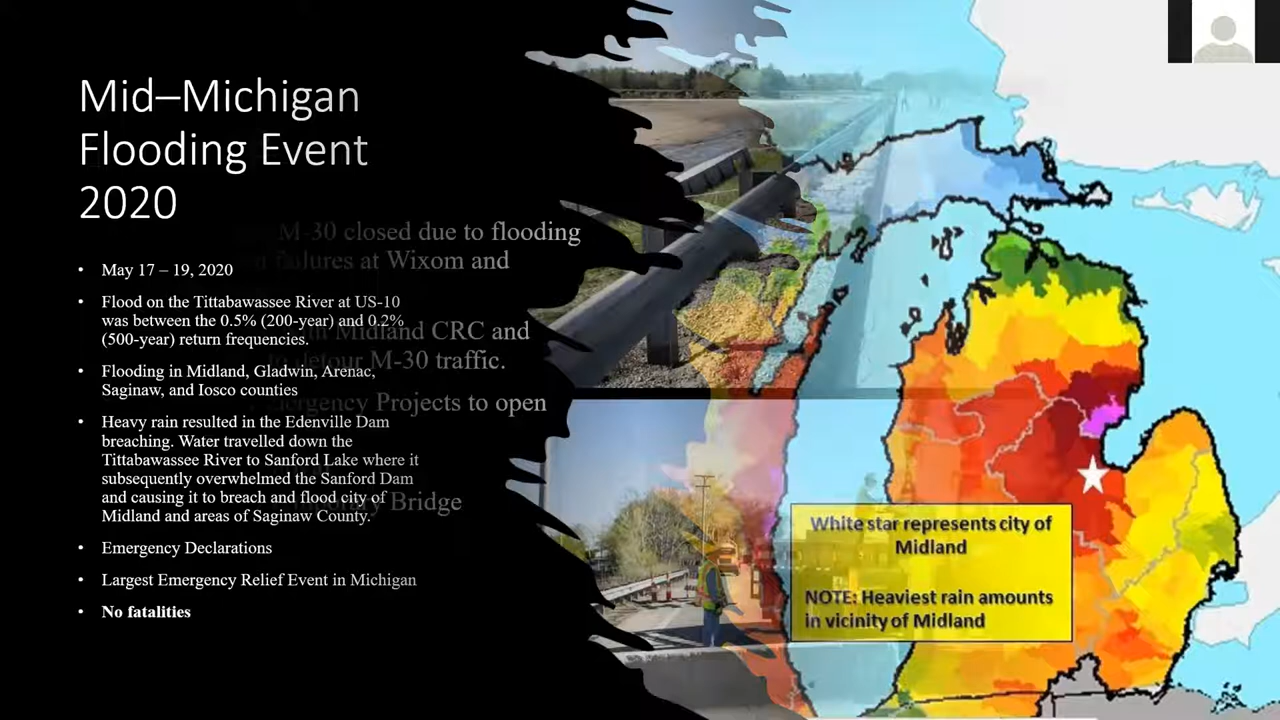 Mid–Michigan
Flooding Event
2020
• May 17 – 19, 2020
• Flood on the Tittabawassee River at US-10
was between the 0.5% (200-year) and 0.2%
(500-year) return frequencies.
• Flooding in Midland, Gladwin, Arenac,
Saginaw, and Iosco counties
• Heavy rain resulted in the Edenville Dam
breaching. Water travelled down the
Tittabawassee River to Sanford Lake where it
subsequently overwhelmed the Sanford Dam
and causing it to breach and flood city of
Midland and areas of Saginaw County.
• Emergency Declarations
• Largest Emergency Relief Event in Michigan
• No fatalities
M-30 closed due to flooding
failures at Wixom and
Midland CRC and
to detour M-30 traffic.
Emergency Projects to open
Bridge
White star represents city of
Midland
NOTE: Heaviest rain amounts
in vicinity of Midland